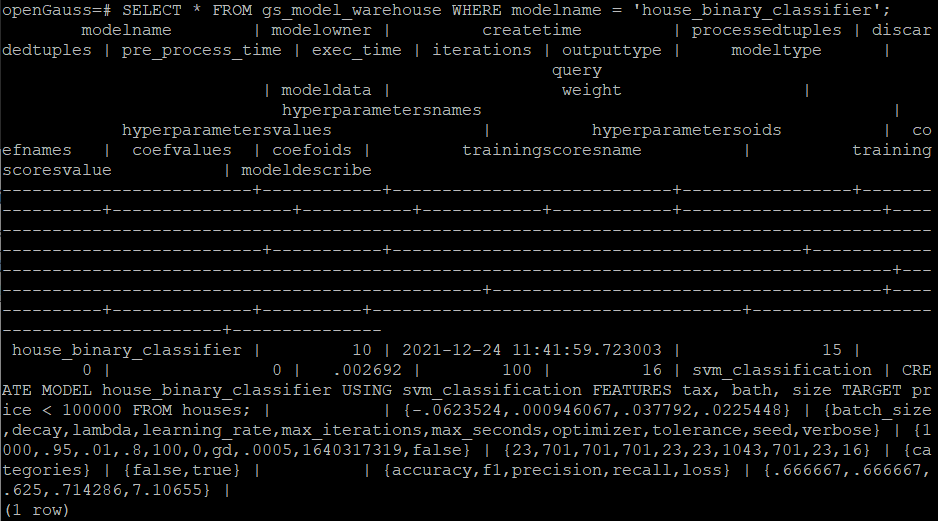 openGauss=# SELECT * FROM gs_model_warehouse WHERE modelname = 'house_binary_classifier';
        modelname        | modelowner |         createtime         | processedtuples | discar
dedtuples | pre_process_time | exec_time | iterations | outputtype |     modeltype      |
                                                     query
                         | modeldata |                 weight                  |
                           hyperparametersnames                                        |
           hyperparametersvalues               |          hyperparametersoids          |  co
efnames   |  coefvalues  | coefoids |         trainingscoresname          |          training
scoresvalue           | modeldescribe
-------------------------+------------+----------------------------+-----------------+-------
----------+------------------+-----------+------------+------------+--------------------+----
---------------------------------------------------------------------------------------------
-------------------------+-----------+----------------------------------------+------------
--------------------------------------------------------------------------------------+---
-----------------------------------------------+--------------------------------------+----
----------+--------------+----------+------------------------------------+------------------
----------------------+---------------
 house_binary_classifier |         10 | 2021-12-24 11:41:59.723003 |              15 |
        0 |                0 |   .002692 |        100 |         16 | svm_classification | CRE
ATE MODEL house_binary_classifier USING svm_classification FEATURES tax, bath, size TARGET pr
ice < 100000 FROM houses; |           | {-.0623524,.000946067,.037792,.0225448} | {batch_size
,decay,lambda,learning_rate,max_iterations,max_seconds,optimizer,tolerance,seed,verbose} | {1
000,.95,.01,.8,100,0,gd,.0005,1640317319,false} | {23,701,701,701,23,23,1043,701,23,16} | {ca
tegories} | {false,true} |          | {accuracy,f1,precision,recall,loss} | {.666667,.666667,
.625,.714286,7.10655} |
(1 row)